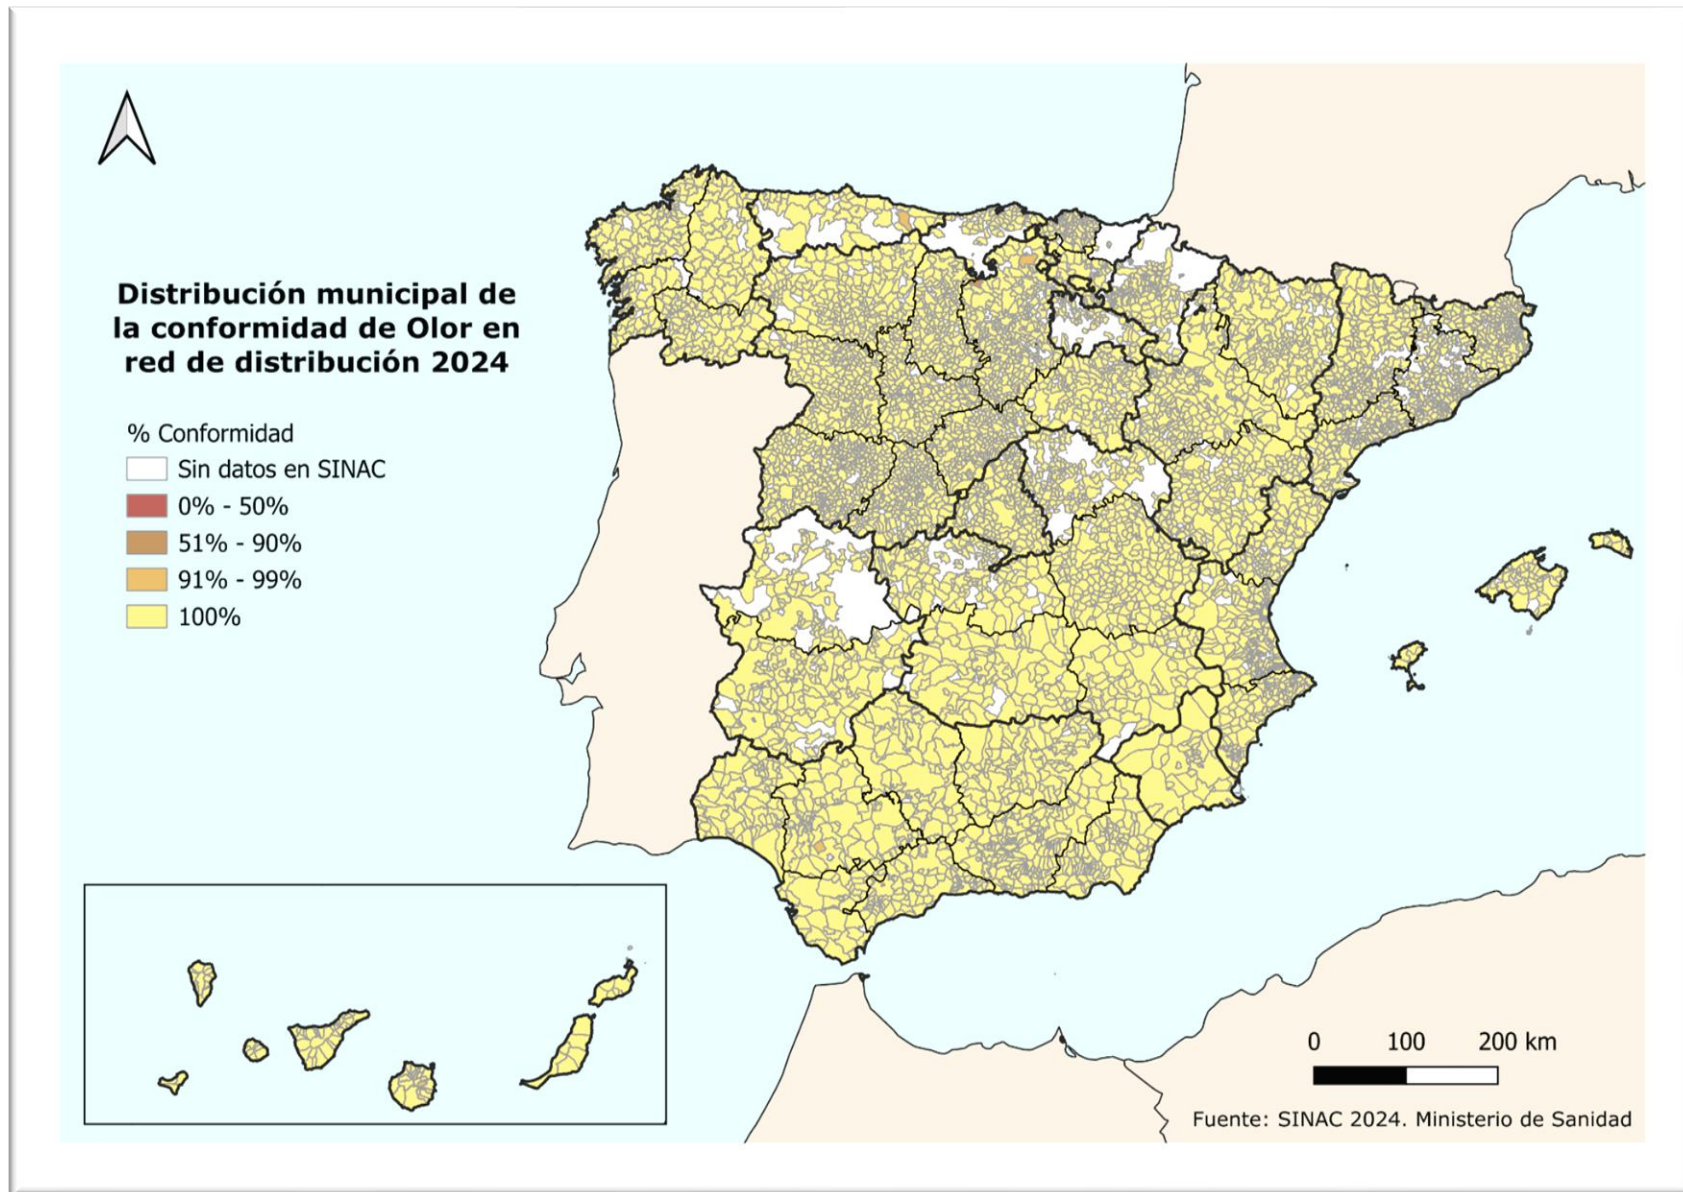 Distribución municipal de
la conformidad de Olor en
red de distribución 2024
% Conformidad
Sin datos en SINAC
0% - 50%
51% - 90%
91% - 99%
100%
0 100 200 km
Fuente: SINAC 2024. Ministerio de Sanidad